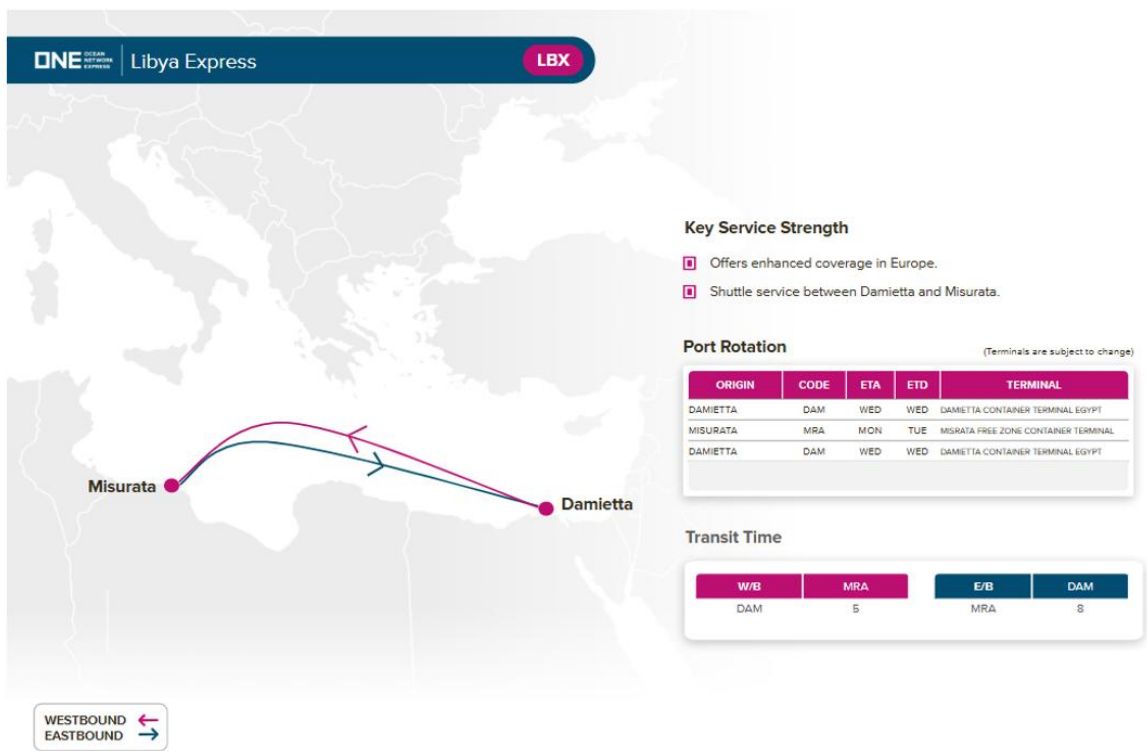 ONE OCEAN NETWORK EXPRESS Libya Express LBX
Key Service Strength
Offers enhanced coverage in Europe.
Shuttle service between Damietta and Misurata.
Port Rotation (Terminals are subject to change)
ORIGIN CODE ETA ETD TERMINAL
DAMIETTA DAM WED WED DAMIETTA CONTAINER TERMINAL EGYPT
MISURATA MRA MON TUE MISRATA FREE ZONE CONTAINER TERMINAL
DAMIETTA DAM WED WED DAMIETTA CONTAINER TERMINAL EGYPT
Misurata
Damietta
Transit Time
W/B MRA E/B DAM
DAM 5 MRA 8
WESTBOUND
EASTBOUND